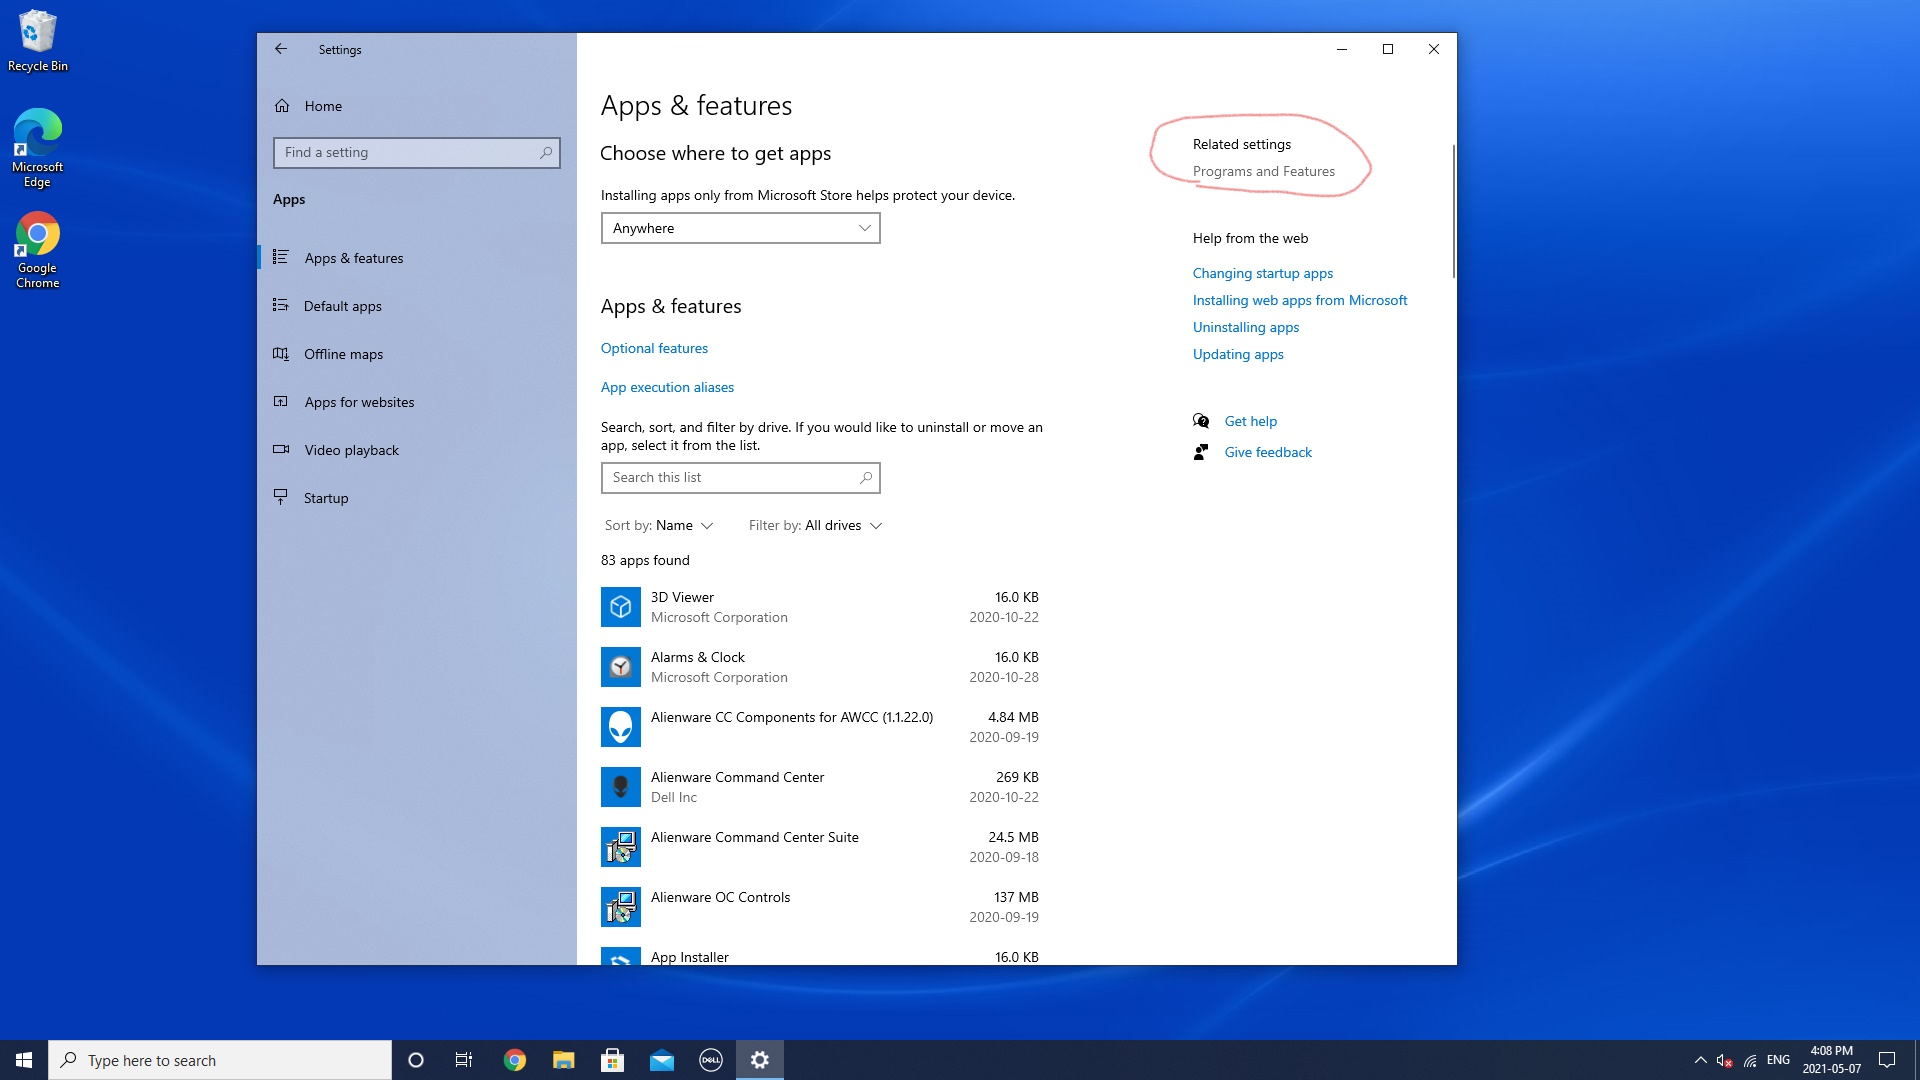 Recycle Bin
Microsoft
Edge
Google
Chrome
Settings
Home
Find a setting
Apps
Apps & features
Default apps
Offline maps
Apps for websites
Video playback
Startup
Apps & features
Choose where to get apps
Installing apps only from Microsoft Store helps protect your device.
Anywhere
Apps & features
Optional features
App execution aliases
Search, sort, and filter by drive. If you would like to uninstall or move an
app, select it from the list.
Search this list
Sort by: Name Filter by: All drives
83 apps found
3D Viewer 16.0 KB
Microsoft Corporation 2020-10-22
Alarms & Clock 16.0 KB
Microsoft Corporation 2020-10-28
Alienware CC Components for AWCC (1.1.22.0) 4.84 MB
2020-09-19
Alienware Command Center 269 KB
Dell Inc 2020-10-22
Alienware Command Center Suite 24.5 MB
2020-09-18
Alienware OC Controls 137 MB
2020-09-19
App Installer 16.0 KB
Related settings
Programs and Features
Help from the web
Changing startup apps
Installing web apps from Microsoft
Uninstalling apps
Updating apps
Get help
Give feedback
Type here to search
DELL
ENG
4:08 PM
2021-05-07